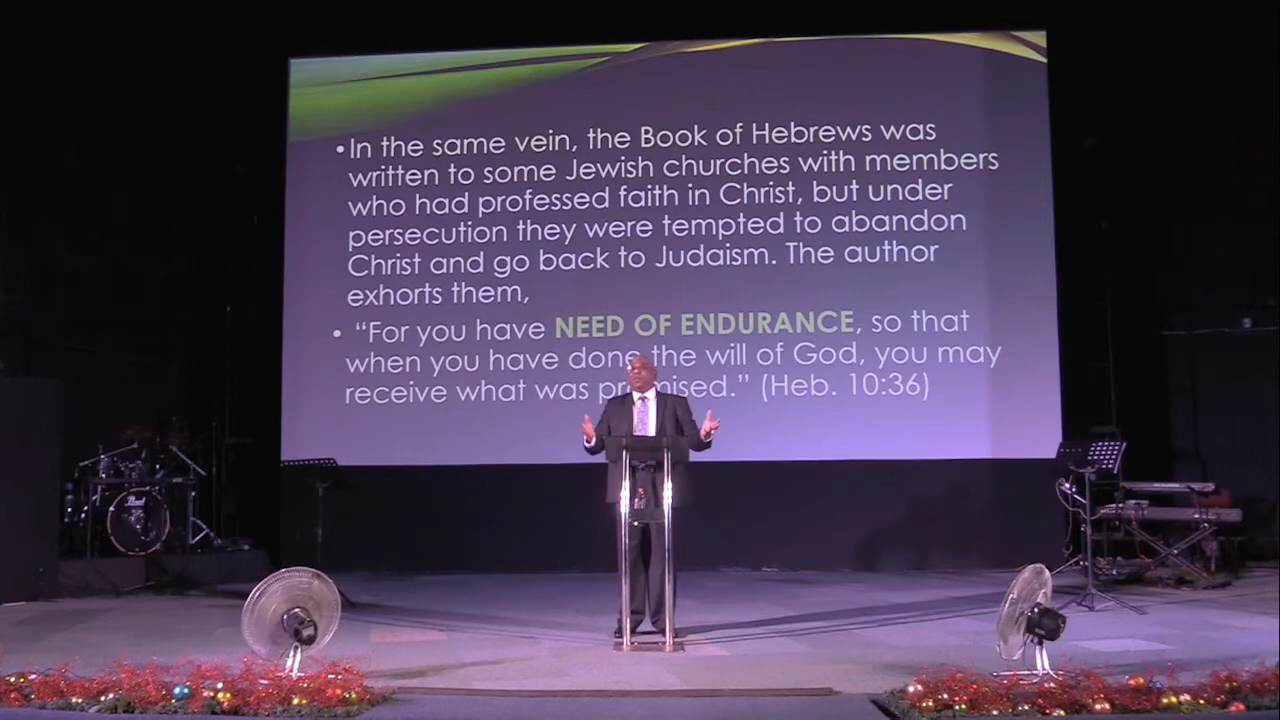 •In the same vein, the Book of Hebrews was
written to some Jewish churches with members
who had professed faith in Christ, but under
persecution they were tempted to abandon
Christ and go back to Judaism. The author
exhorts them,
• “For you have NEED OF ENDURANCE, so that
when you have done the will of God, you may
receive what was promised.” (Heb. 10:36)
Pearl